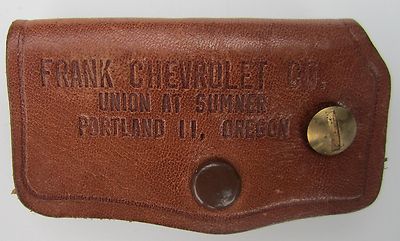 FRANK CHEVROLET CO.
UNION AT SUMNER
PORTLAND 11, OREGON